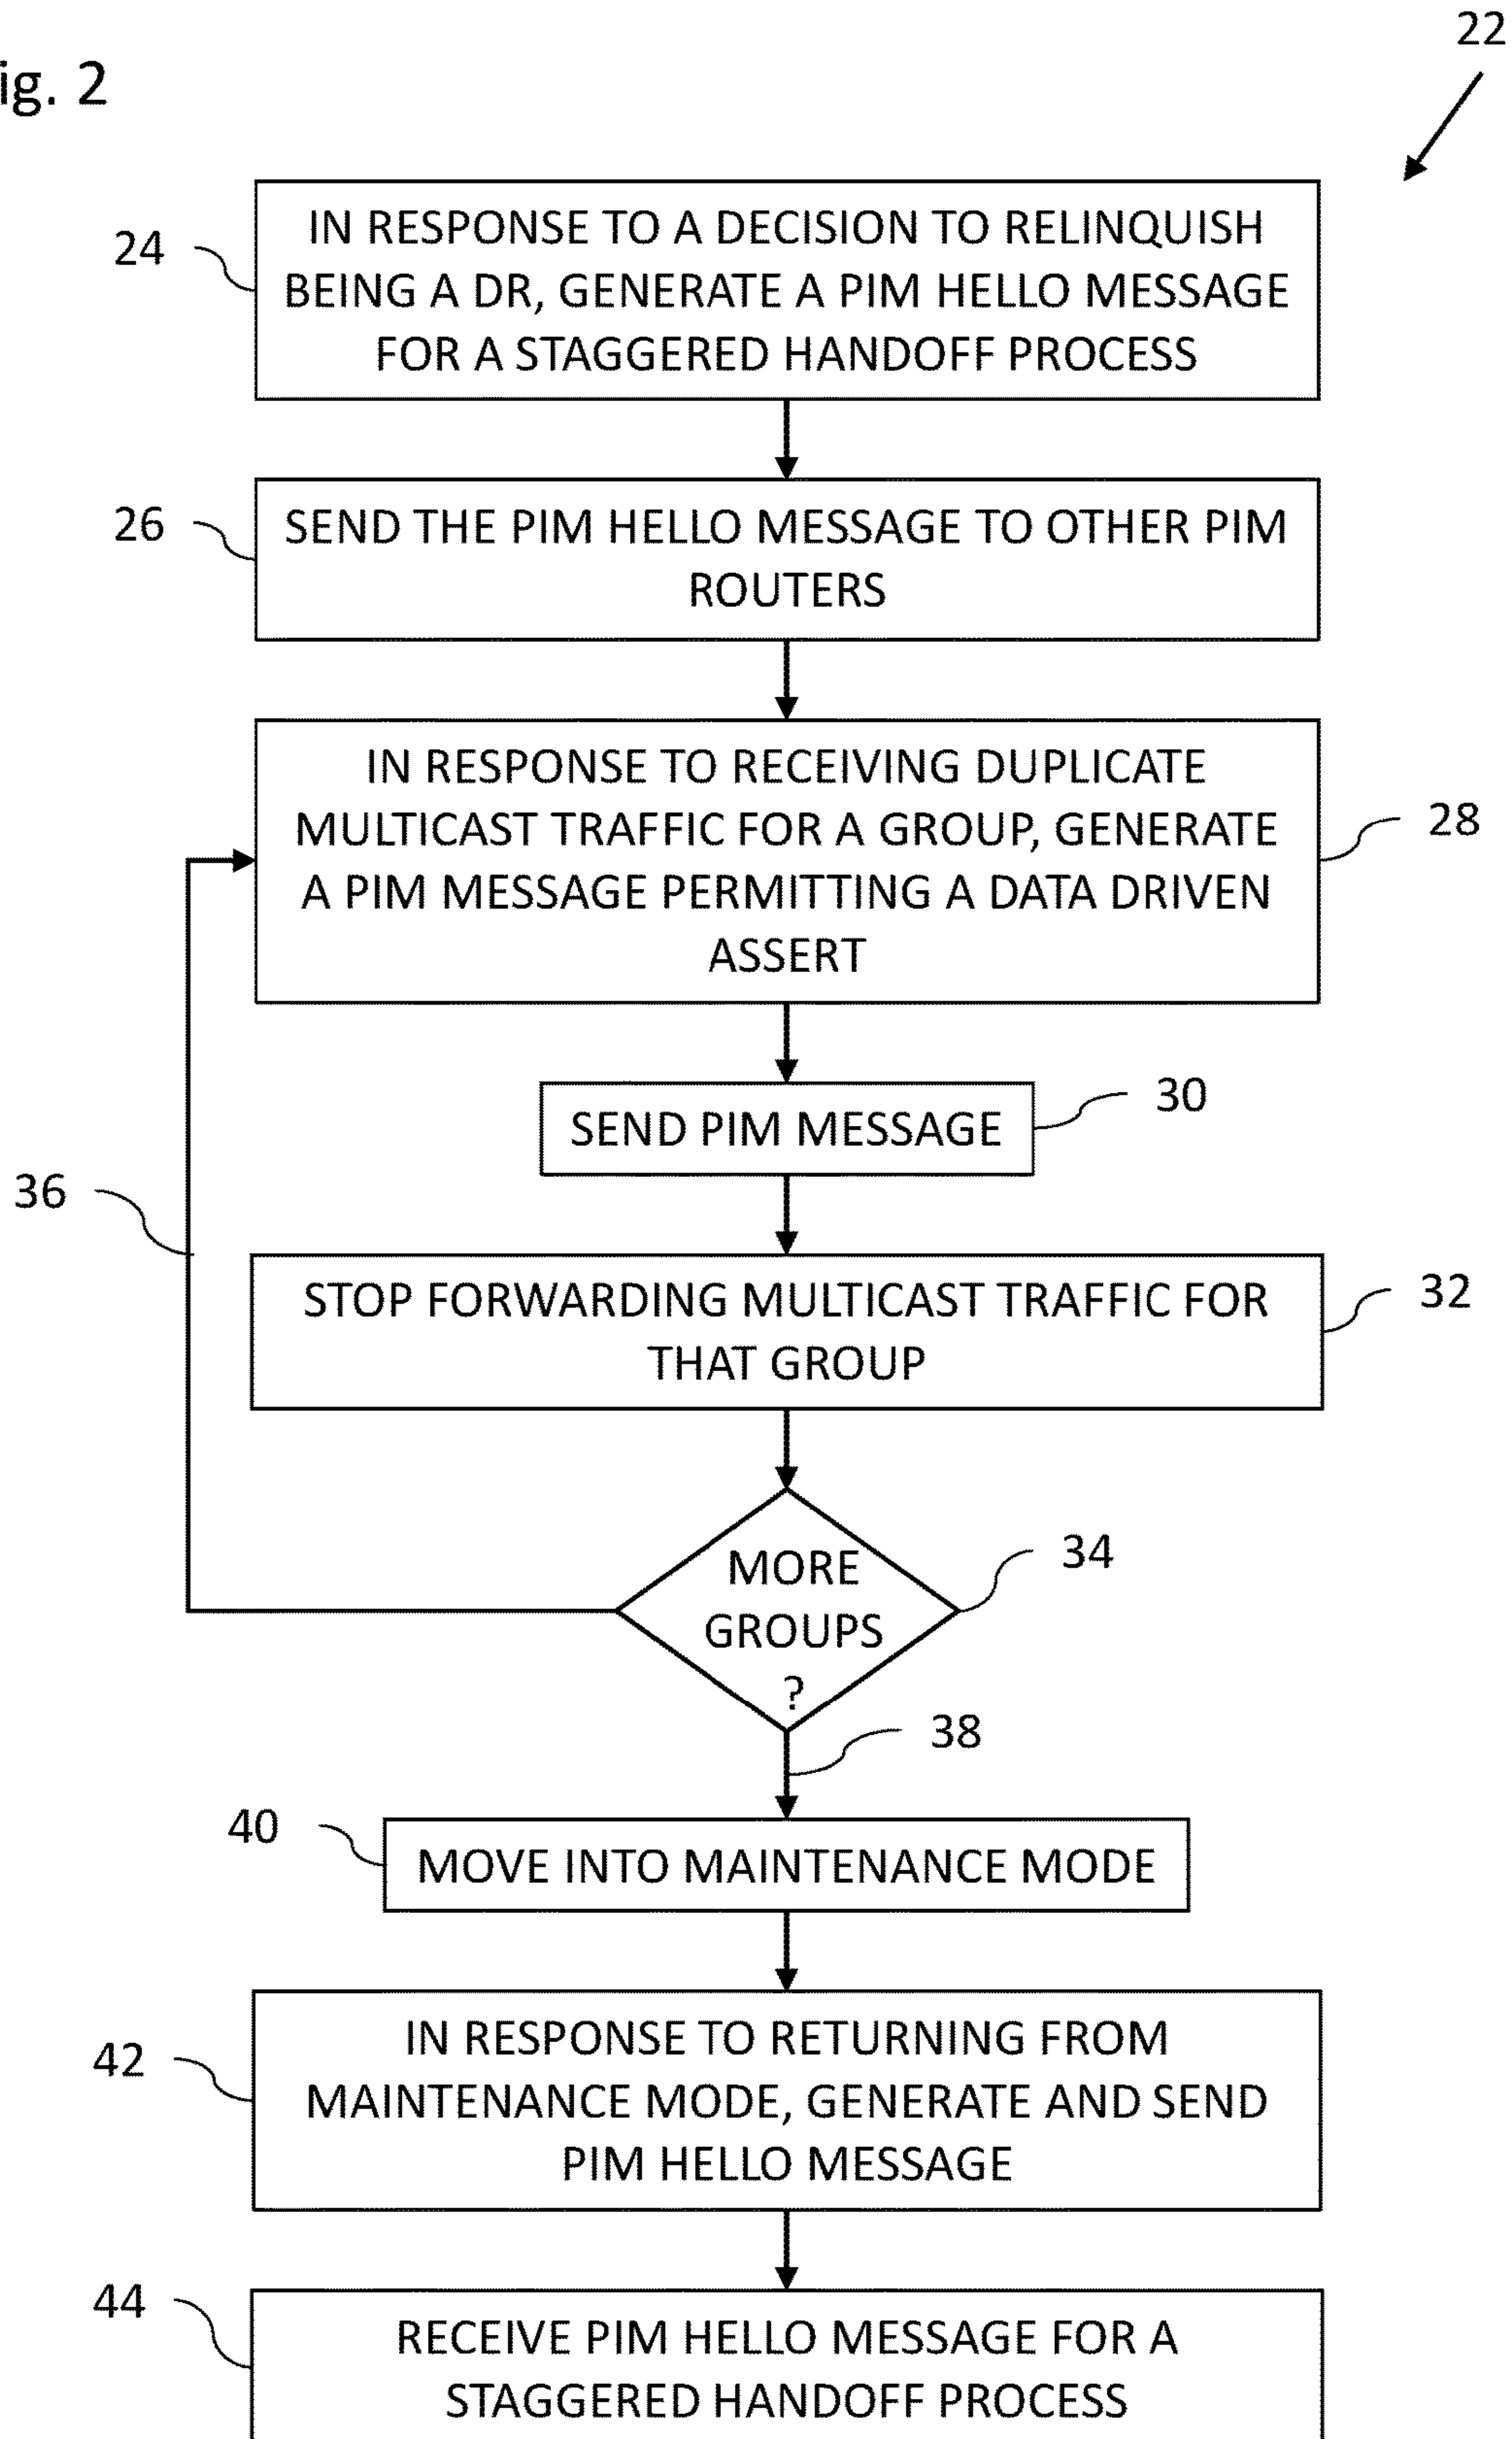 22
ig. 2
24
IN RESPONSE TO A DECISION TO RELINQUISH
BEING A DR, GENERATE A PIM HELLO MESSAGE
FOR A STAGGERED HANDOFF PROCESS
26
SEND THE PIM HELLO MESSAGE TO OTHER PIM
ROUTERS
IN RESPONSE TO RECEIVING DUPLICATE
MULTICAST TRAFFIC FOR A GROUP, GENERATE
A PIM MESSAGE PERMITTING A DATA DRIVEN
ASSERT
28
SEND PIM MESSAGE
30
36
STOP FORWARDING MULTICAST TRAFFIC FOR
THAT GROUP
32
MORE
GROUPS
?
34
38
40
MOVE INTO MAINTENANCE MODE
42
IN RESPONSE TO RETURNING FROM
MAINTENANCE MODE, GENERATE AND SEND
PIM HELLO MESSAGE
44
RECEIVE PIM HELLO MESSAGE FOR A
STAGGERED HANDOFF PROCESS